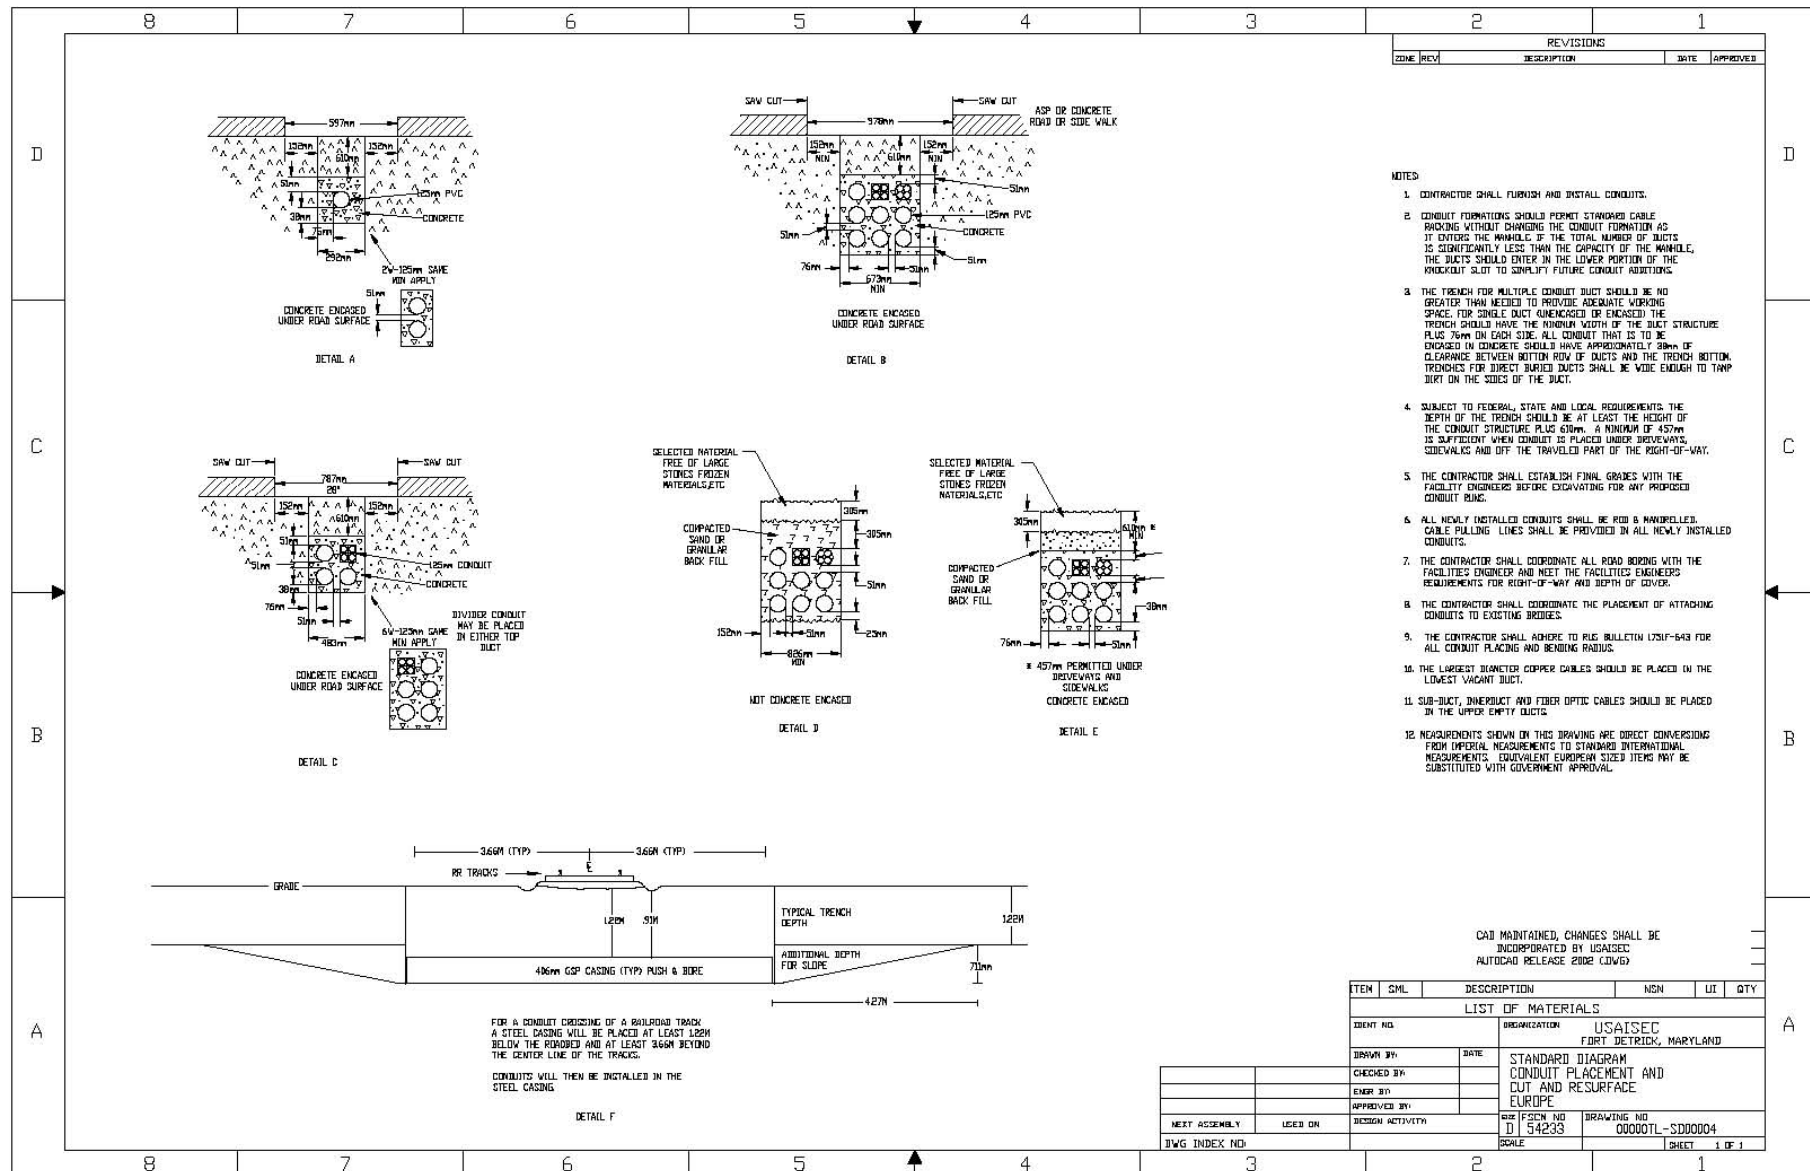 8 7 6 5 4 3 2 1
REVISIONS
ZONE REV DESCRIPTION DATE APPROVED
D
D
C
C
B
B
A
A
597mm
152mm
152mm
610mm
51mm
125mm PVC
38mm
CONCRETE
76mm
292mm
2W-125mm SAME
MIN APPLY
51mm
CONCRETE ENCASED
UNDER ROAD SURFACE
DETAIL A
SAW CUT
SAW CUT
978mm
ASP OR CONCRETE
ROAD OR SIDE WALK
152mm
MIN
152mm
MIN
610mm
51mm
125mm PVC
CONCRETE
51mm
51mm
76mm
51mm
673mm
MIN
CONCRETE ENCASED
UNDER ROAD SURFACE
DETAIL B
NOTES:
1. CONTRACTOR SHALL FURNISH AND INSTALL CONDUITS.
2. CONDUIT FORMATIONS SHOULD PERMIT STANDARD CABLE
RACKING WITHOUT CHANGING THE CONDUIT FORMATION AS
IT ENTERS THE MANHOLE. IF THE TOTAL NUMBER OF DUCTS
IS SIGNIFICANTLY LESS THAN THE CAPACITY OF THE MANHOLE,
THE DUCTS SHOULD ENTER IN THE LOWER PORTION OF THE
KNOCKOUT SLOT TO SIMPLIFY FUTURE CONDUIT ADDITIONS.
3. THE TRENCH FOR MULTIPLE CONDUIT DUCT SHOULD BE NO
GREATER THAN NEEDED TO PROVIDE ADEQUATE WORKING
SPACE. FOR SINGLE DUCT (UNENCASED OR ENCASED) THE
TRENCH SHOULD HAVE THE MINIMUM WIDTH OF THE DUCT STRUCTURE
PLUS 76mm ON EACH SIDE. ALL CONDUIT THAT IS TO BE
ENCASED IN CONCRETE SHOULD HAVE APPROXIMATELY 38mm OF
CLEARANCE BETWEEN BOTTOM ROW OF DUCTS AND THE TRENCH BOTTOM.
TRENCHES FOR DIRECT BURIED DUCTS SHALL BE WIDE ENOUGH TO TAMP
DIRT ON THE SIDES OF THE DUCT.
4. SUBJECT TO FEDERAL, STATE AND LOCAL REQUIREMENTS. THE
DEPTH OF THE TRENCH SHOULD BE AT LEAST THE HEIGHT OF
THE CONDUIT STRUCTURE PLUS 610mm. A MINIMUM OF 457mm
IS SUFFICIENT WHEN CONDUIT IS PLACED UNDER DRIVEWAYS,
SIDEWALKS AND OFF THE TRAVELED PART OF THE RIGHT-OF-WAY.
5. THE CONTRACTOR SHALL ESTABLISH FINAL GRADES WITH THE
FACILITY ENGINEERS BEFORE EXCAVATING FOR ANY PROPOSED
CONDUIT RUNS.
6. ALL NEWLY INSTALLED CONDUITS SHALL BE ROD & MANDRELLED.
CABLE PULLING LINES SHALL BE PROVIDED IN ALL NEWLY INSTALLED
CONDUITS.
7. THE CONTRACTOR SHALL COORDINATE ALL ROAD BORING WITH THE
FACILITIES ENGINEER AND MEET THE FACILITIES ENGINEERS
REQUIREMENTS FOR RIGHT-OF-WAY AND DEPTH OF COVER.
8. THE CONTRACTOR SHALL COORDINATE THE PLACEMENT OF ATTACHING
CONDUITS TO EXISTING BRIDGES.
9. THE CONTRACTOR SHALL ADHERE TO RUS BULLETIN 1751F-643 FOR
ALL CONDUIT PLACING AND BENDING RADIUS.
10. THE LARGEST DIAMETER COPPER CABLES SHOULD BE PLACED IN THE
LOWEST VACANT DUCT.
11. SUB-DUCT, INNERDUCT AND FIBER OPTIC CABLES SHOULD BE PLACED
IN THE UPPER EMPTY DUCTS.
12. MEASUREMENTS SHOWN ON THIS DRAWING ARE DIRECT CONVERSIONS
FROM IMPERIAL MEASUREMENTS TO STANDARD INTERNATIONAL
MEASUREMENTS. EQUIVALENT EUROPEAN SIZED ITEMS MAY BE
SUBSTITUTED WITH GOVERNMENT APPROVAL.
SAW CUT
SAW CUT
787mm
28"
152mm
152mm
610mm
51mm
51mm
125mm CONDUIT
CONCRETE
38mm
76mm
51mm
483mm
6W-125mm SAME
MIN APPLY
DIVIDER CONDUIT
MAY BE PLACED
IN EITHER TOP
DUCT
CONCRETE ENCASED
UNDER ROAD SURFACE
DETAIL C
SELECTED MATERIAL
FREE OF LARGE
STONES FROZEN
MATERIALS,ETC
305mm
305mm
COMPACTED
SAND OR
GRANULAR
BACK FILL
51mm
152mm
51mm
25mm
826mm
MIN
NOT CONCRETE ENCASED
DETAIL D
SELECTED MATERIAL
FREE OF LARGE
STONES FROZEN
MATERIALS,ETC
305mm
610mm *
MIN
COMPACTED
SAND OR
GRANULAR
BACK FILL
38mm
76mm
51mm
* 457mm PERMITTED UNDER
DRIVEWAYS AND
SIDEWALKS
CONCRETE ENCASED
DETAIL E
3.66M (TYP)
3.66M (TYP)
RR TRACKS
GRADE
1.22M
.91M
TYPICAL TRENCH
DEPTH
1.22M
ADDITIONAL DEPTH
FOR SLOPE
711mm
406mm GSP CASING (TYP) PUSH & BORE
4.27M
FOR A CONDUIT CROSSING OF A RAILROAD TRACK
A STEEL CASING WILL BE PLACED AT LEAST 1.22M
BELOW THE ROADBED AND AT LEAST 3.66M BEYOND
THE CENTER LINE OF THE TRACKS.
CONDUITS WILL THEN BE INSTALLED IN THE
STEEL CASING.
DETAIL F
CAD MAINTAINED, CHANGES SHALL BE
INCORPORATED BY USAISEC
AUTOCAD RELEASE 2002 (.DWG)
ITEM SML DESCRIPTION NSN UI QTY
LIST OF MATERIALS
IDENT NO.
ORGANIZATION USAISEC
FORT DETRICK, MARYLAND
DRAWN BY: DATE
CHECKED BY:
ENGR BY:
APPROVED BY:
DESIGN ACTIVITY:
STANDARD DIAGRAM
CONDUIT PLACEMENT AND
CUT AND RESURFACE
EUROPE
SIZE D
FSCM NO 54233
DRAWING NO 00000TL-SD00004
SCALE
SHEET 1 OF 1
NEXT ASSEMBLY USED ON
DWG INDEX NO:
8 7 6 5 4 3 2 1